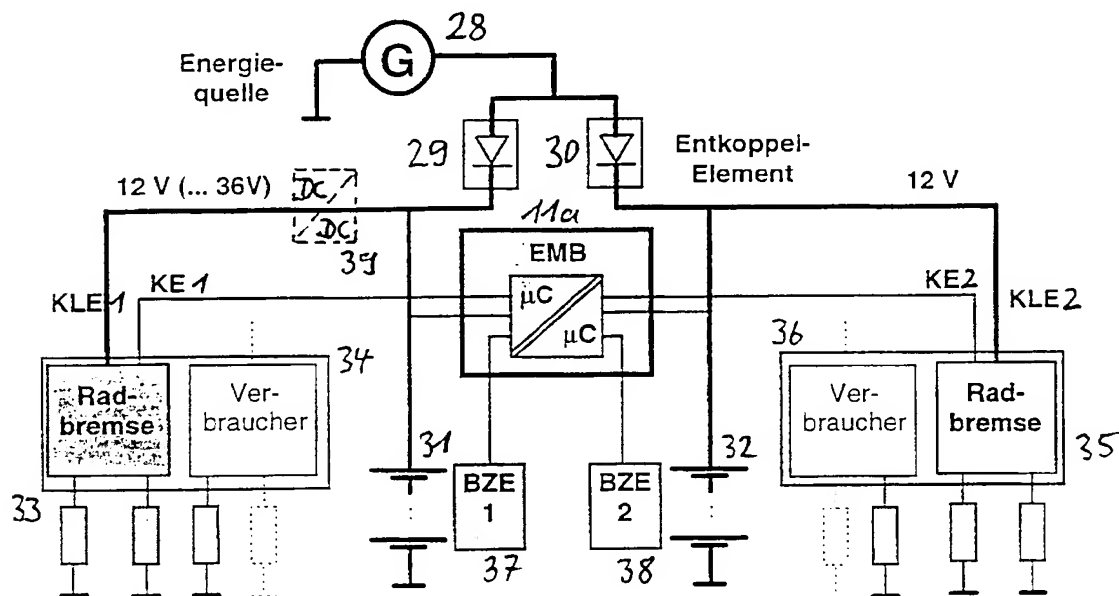 28
G
Energie-
quelle
29
30
Entkoppel-
Element
12 V (... 36V)
DC
DC
39
12 V
11a
EMB
µC
µC
KLE1
KE1
KE2
KLE2
34
Rad-
bremse
Ver-
braucher
33
36
Ver-
braucher
Rad-
bremse
35
31
32
BZE
1
37
BZE
2
38